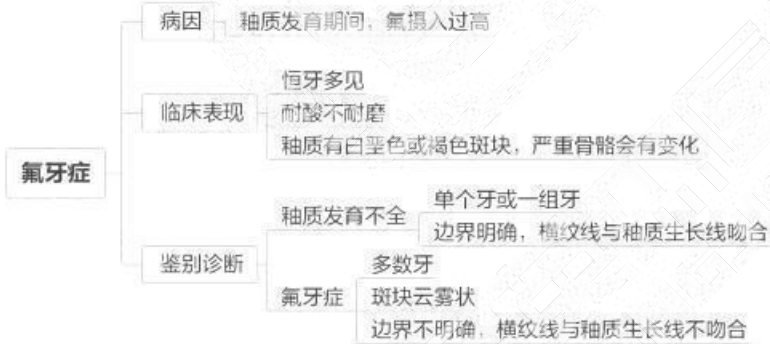 氟牙症
病因
釉质发育期间，氟摄入过高
临床表现
恒牙多见
耐酸不耐磨
釉质有白垩色或褐色斑块，严重骨骼会有变化
鉴别诊断
釉质发育不全
单个牙或一组牙
边界明确，横纹线与釉质生长线吻合
氟牙症
多数牙
斑块云雾状
边界不明确，横纹线与釉质生长线不吻合